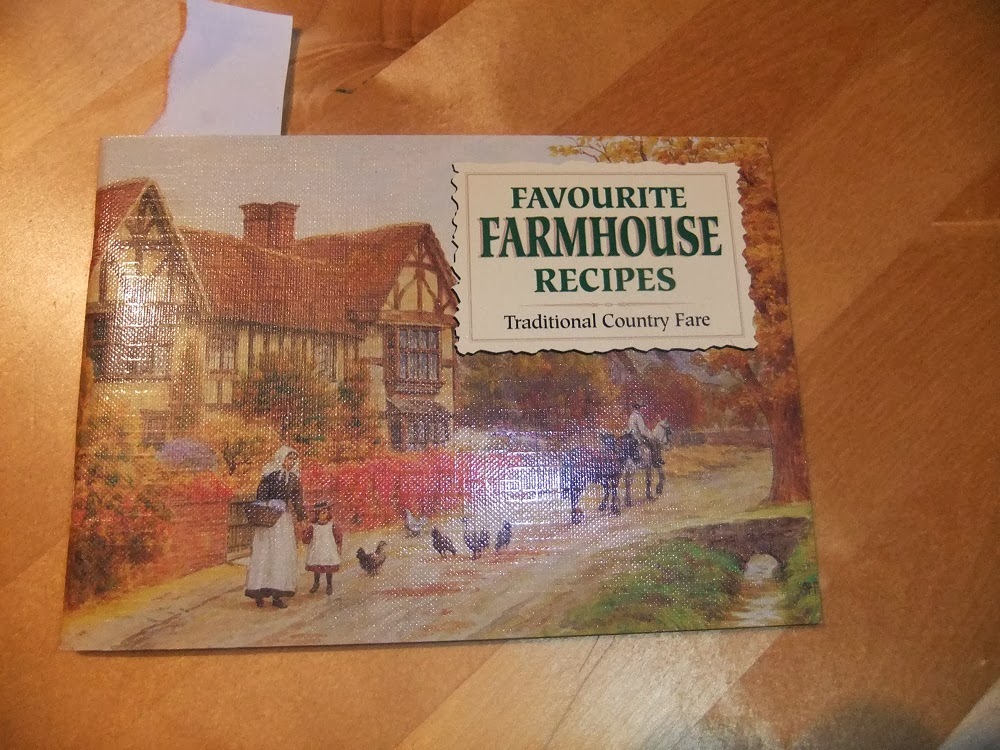 FAVOURITE
FARMHOUSE
RECIPES
Traditional Country Fare